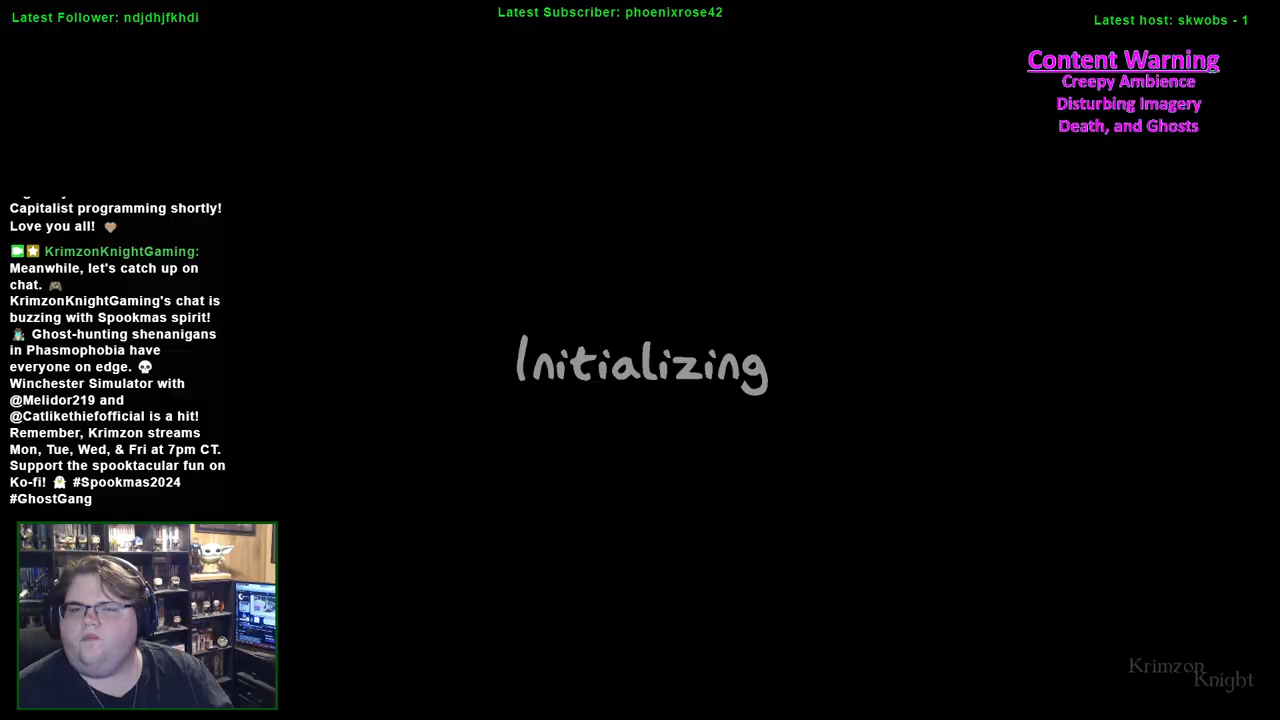 Latest Follower: ndjdhjfkhdi
Latest Subscriber: phoenixrose42
Latest host: skwobs - 1
Content Warning
Creepy Ambience
Disturbing Imagery
Death, and Ghosts
Capitalist programming shortly!
Love you all!
KrimzonKnightGaming:
Meanwhile, let's catch up on
chat.
KrimzonKnightGaming's chat is
buzzing with Spookmas spirit!
Ghost-hunting shenanigans
in Phasmophobia have
everyone on edge.
Winchester Simulator with
@Melidor219 and
@Catlikethiefofficial is a hit!
Remember, Krimzon streams
Mon, Tue, Wed, & Fri at 7pm CT.
Support the spooktacular fun on
Ko-fi! #Spookmas2024
#GhostGang
Initializing
Krimzon
Knight